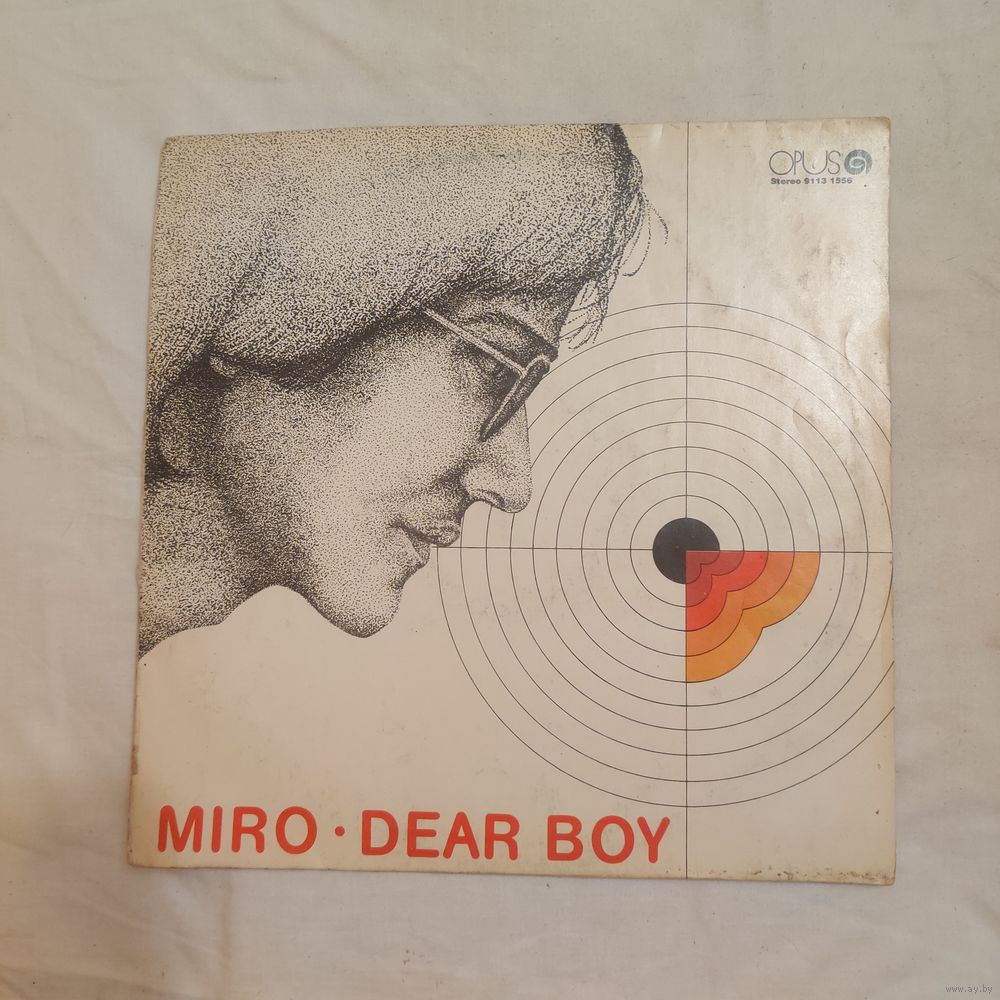 OPUS
Stereo 9113 1556
MIRO · DEAR BOY
www.ay.by